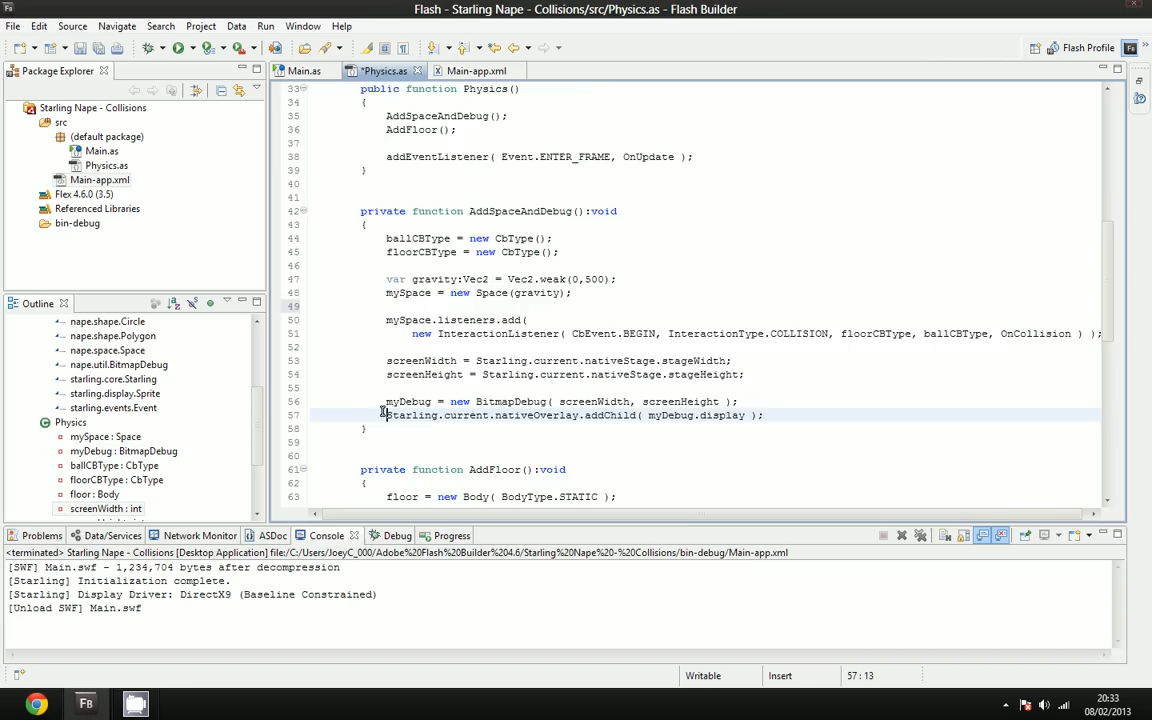 Flash - Starling Nape - Collisions/src/Physics.as - Flash Builder
File Edit Source Navigate Search Project Data Run Window Help
Flash Profile
Package Explorer
Starling Nape - Collisions
src
(default package)
Main.as
Physics.as
Main-app.xml
Flex 4.6.0 (3.5)
Referenced Libraries
bin-debug
Outline
nape.shape.Circle
nape.shape.Polygon
nape.space.Space
nape.util.BitmapDebug
starling.core.Starling
starling.display.Sprite
starling.events.Event
Physics
mySpace : Space
myDebug : BitmapDebug
ballCBType : CbType
floorCBType : CbType
floor : Body
screenWidth : int
Main.as *Physics.as Main-app.xml
33 public function Physics()
34 {
35 AddSpaceAndDebug();
36 AddFloor();
37
38 addEventListener( Event.ENTER_FRAME, OnUpdate );
39 }
40
41
42 private function AddSpaceAndDebug():void
43 {
44 ballCBType = new CbType();
45 floorCBType = new CbType();
46
47 var gravity:Vec2 = Vec2.weak(0,500);
48 mySpace = new Space(gravity);
49
50 mySpace.listeners.add(
51 new InteractionListener( CbEvent.BEGIN, InteractionType.COLLISION, floorCBType, ballCBType, OnCollision ) );
52
53 screenWidth = Starling.current.nativeStage.stageWidth;
54 screenHeight = Starling.current.nativeStage.stageHeight;
55
56 myDebug = new BitmapDebug( screenWidth, screenHeight );
57 Starling.current.nativeOverlay.addChild( myDebug.display );
58 }
59
60
61 private function AddFloor():void
62 {
63 floor = new Body( BodyType.STATIC );
Problems Data/Services Network Monitor ASDoc Console Debug Progress
<terminated> Starling Nape - Collisions [Desktop Application] file:/C:/Users/JoeyC_000/Adobe%20Flash%20Builder%204.6/Starling%20Nape%20-%20Collisions/bin-debug/Main-app.xml
[SWF] Main.swf - 1,234,704 bytes after decompression
[Starling] Initialization complete.
[Starling] Display Driver: DirectX9 (Baseline Constrained)
[Unload SWF] Main.swf
Writable Insert 57 : 13
Fb
20:33
08/02/2013